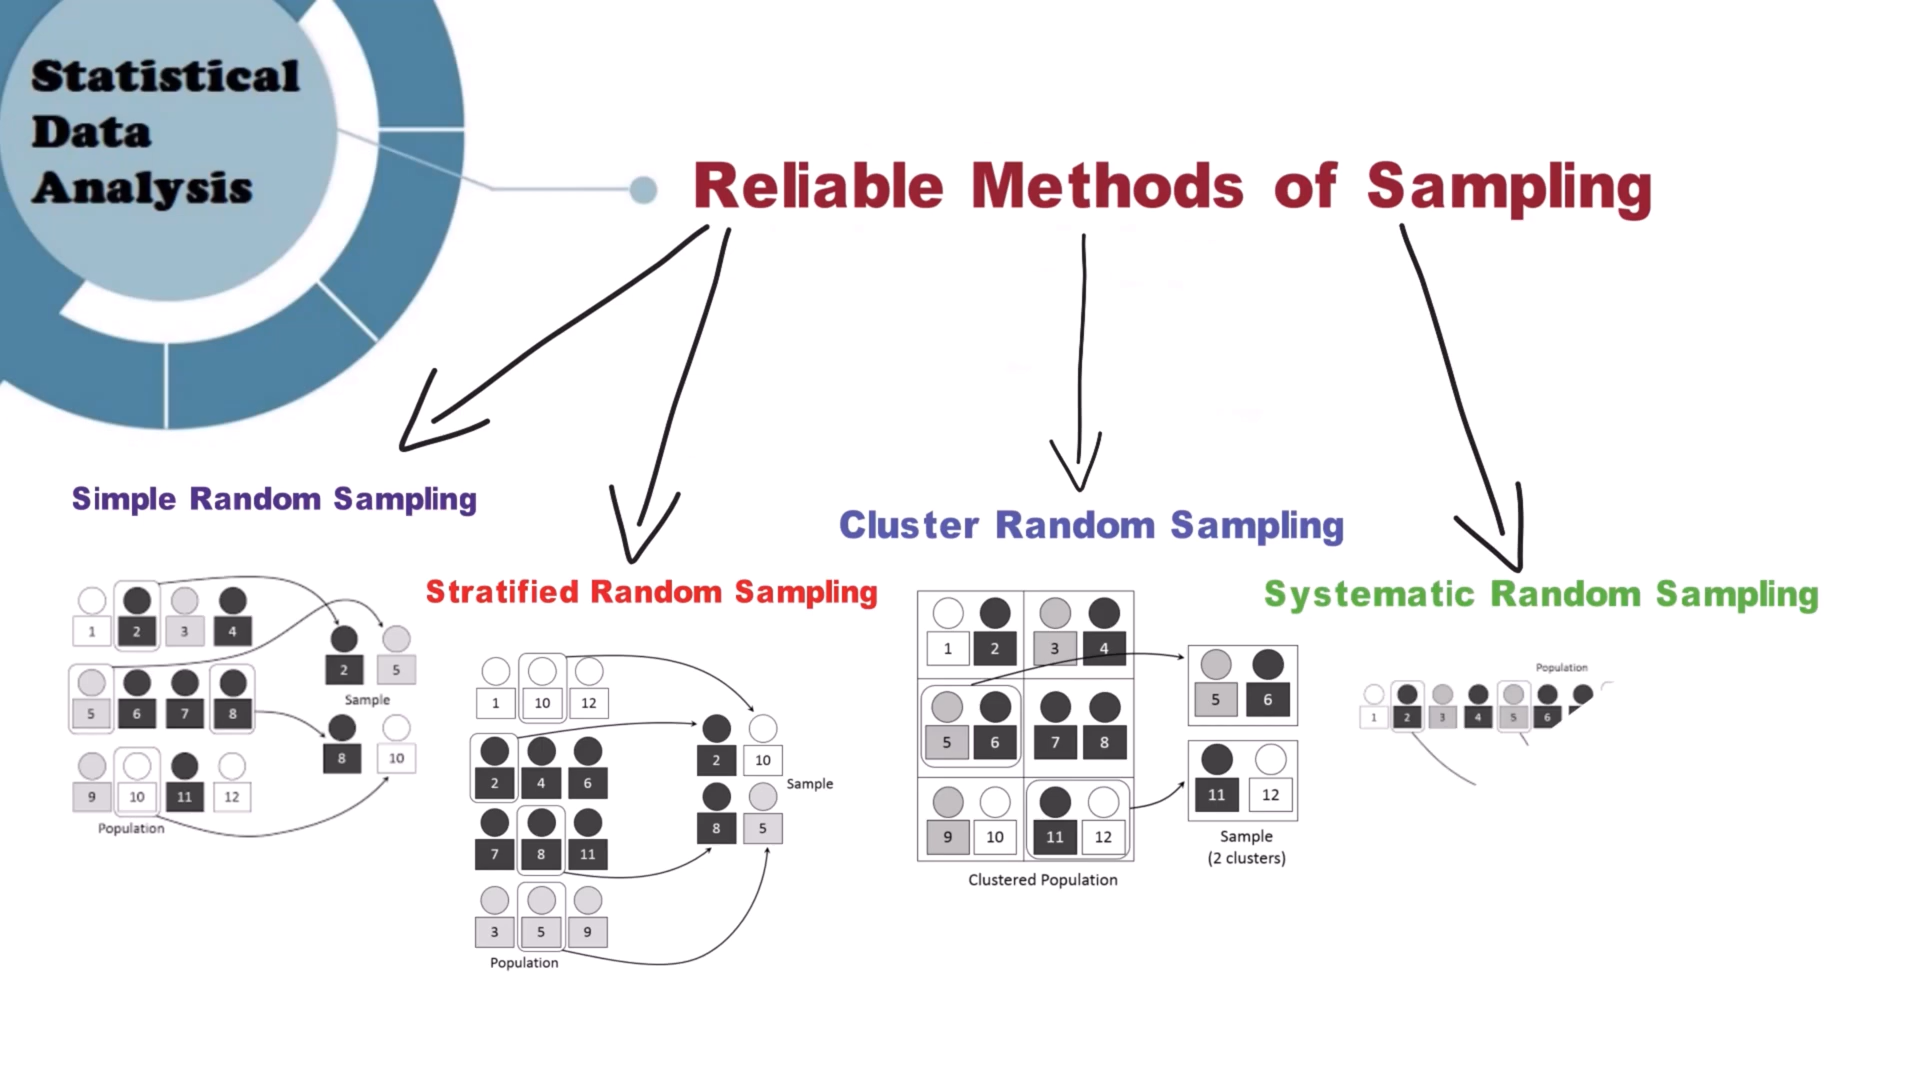 Statistical
Data
Analysis
Reliable Methods of Sampling
Simple Random Sampling
1 2 3 4
5 6 7 8
9 10 11 12
Population
2 5
Sample
8 10
Stratified Random Sampling
1 10 12
2 4 6
7 8 11
3 5 9
Population
2 10
Sample
8 5
Cluster Random Sampling
1 2 3 4
5 6 7 8
9 10 11 12
Clustered Population
5 6
11 12
Sample
(2 clusters)
Systematic Random Sampling
Population
1 2 3 4 5 6